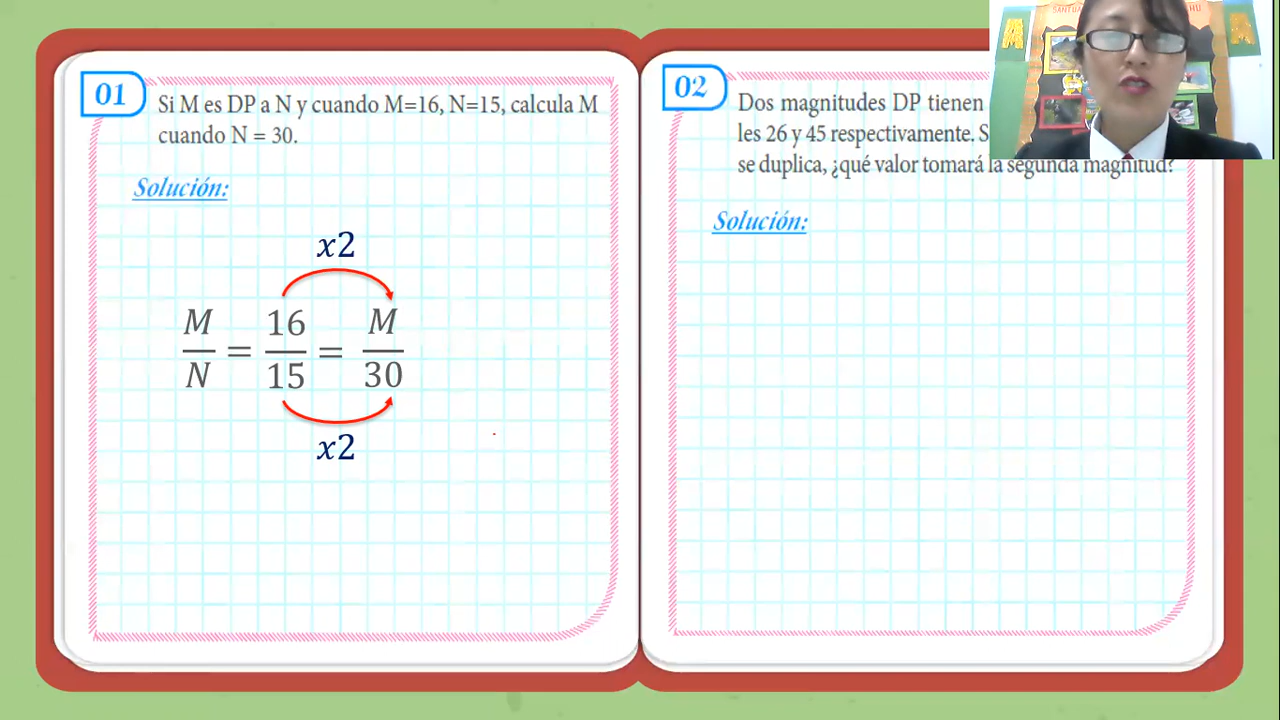 01
Si M es DP a N y cuando M=16, N=15, calcula M
cuando N = 30.
Solución:
x2
M/N = 16/15 = M/30
x2
02
Dos magnitudes DP tienen
les 26 y 45 respectivamente. S
se duplica, ¿qué valor tomará la segunda magnitud?
Solución: